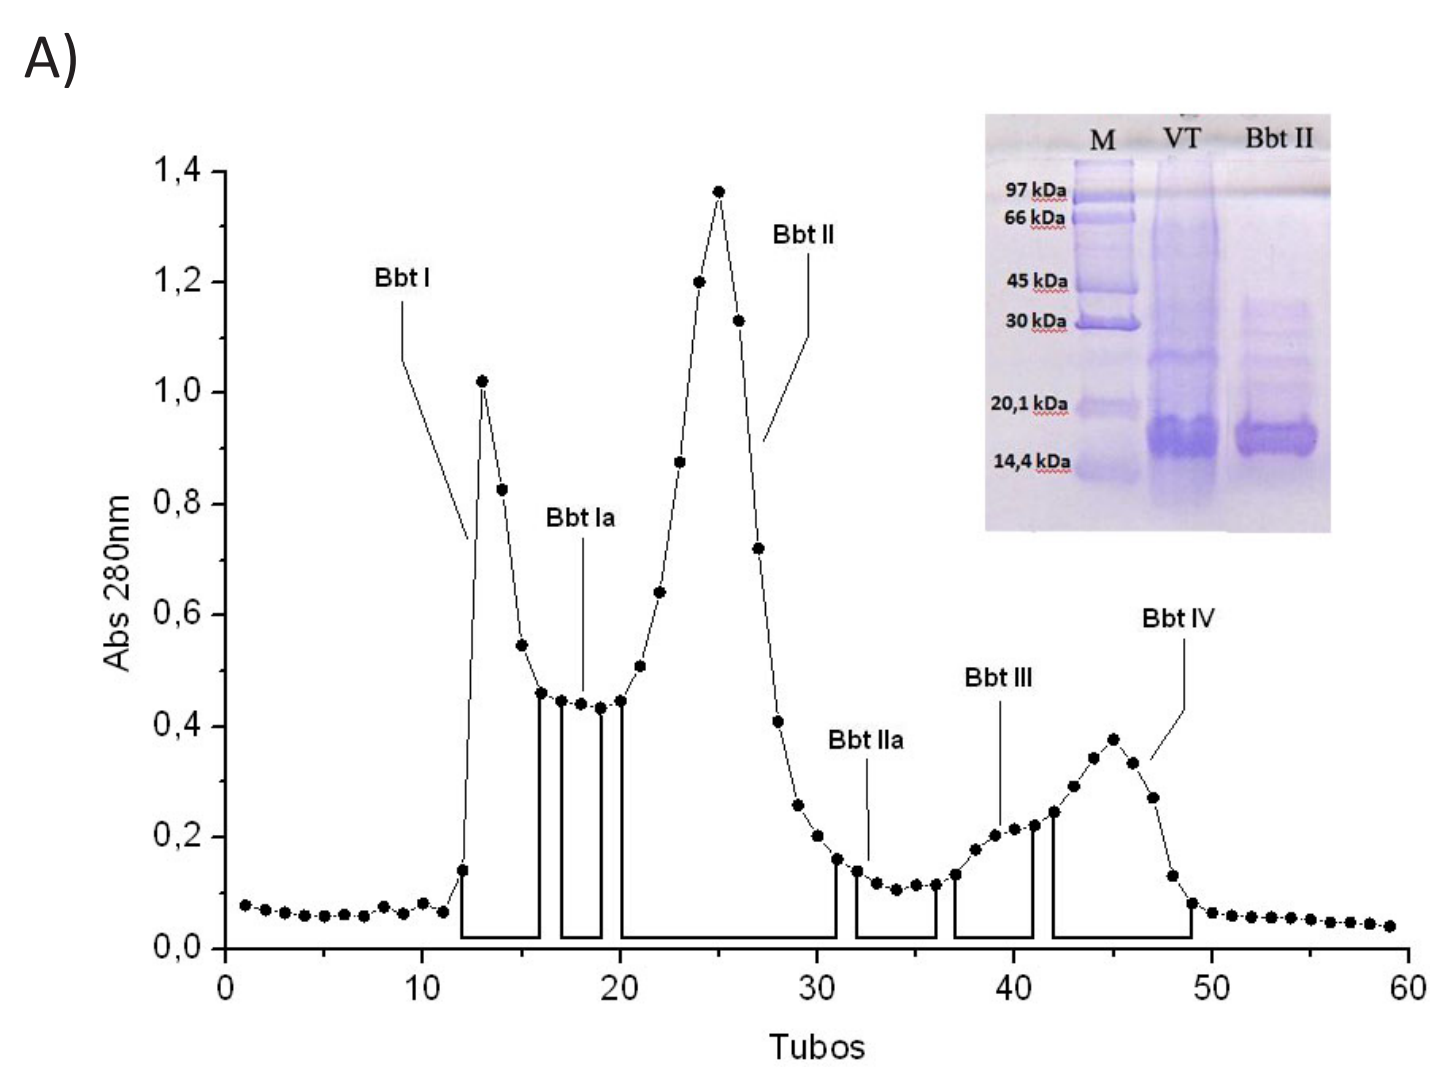 A)
M VT Bbt II
97 kDa
66 kDa
45 kDa
30 kDa
20,1 kDa
14,4 kDa
Bbt I
Bbt Ia
Bbt II
Bbt IIa
Bbt III
Bbt IV
Abs 280nm
1,4
1,2
1,0
0,8
0,6
0,4
0,2
0,0
0 10 20 30 40 50 60
Tubos